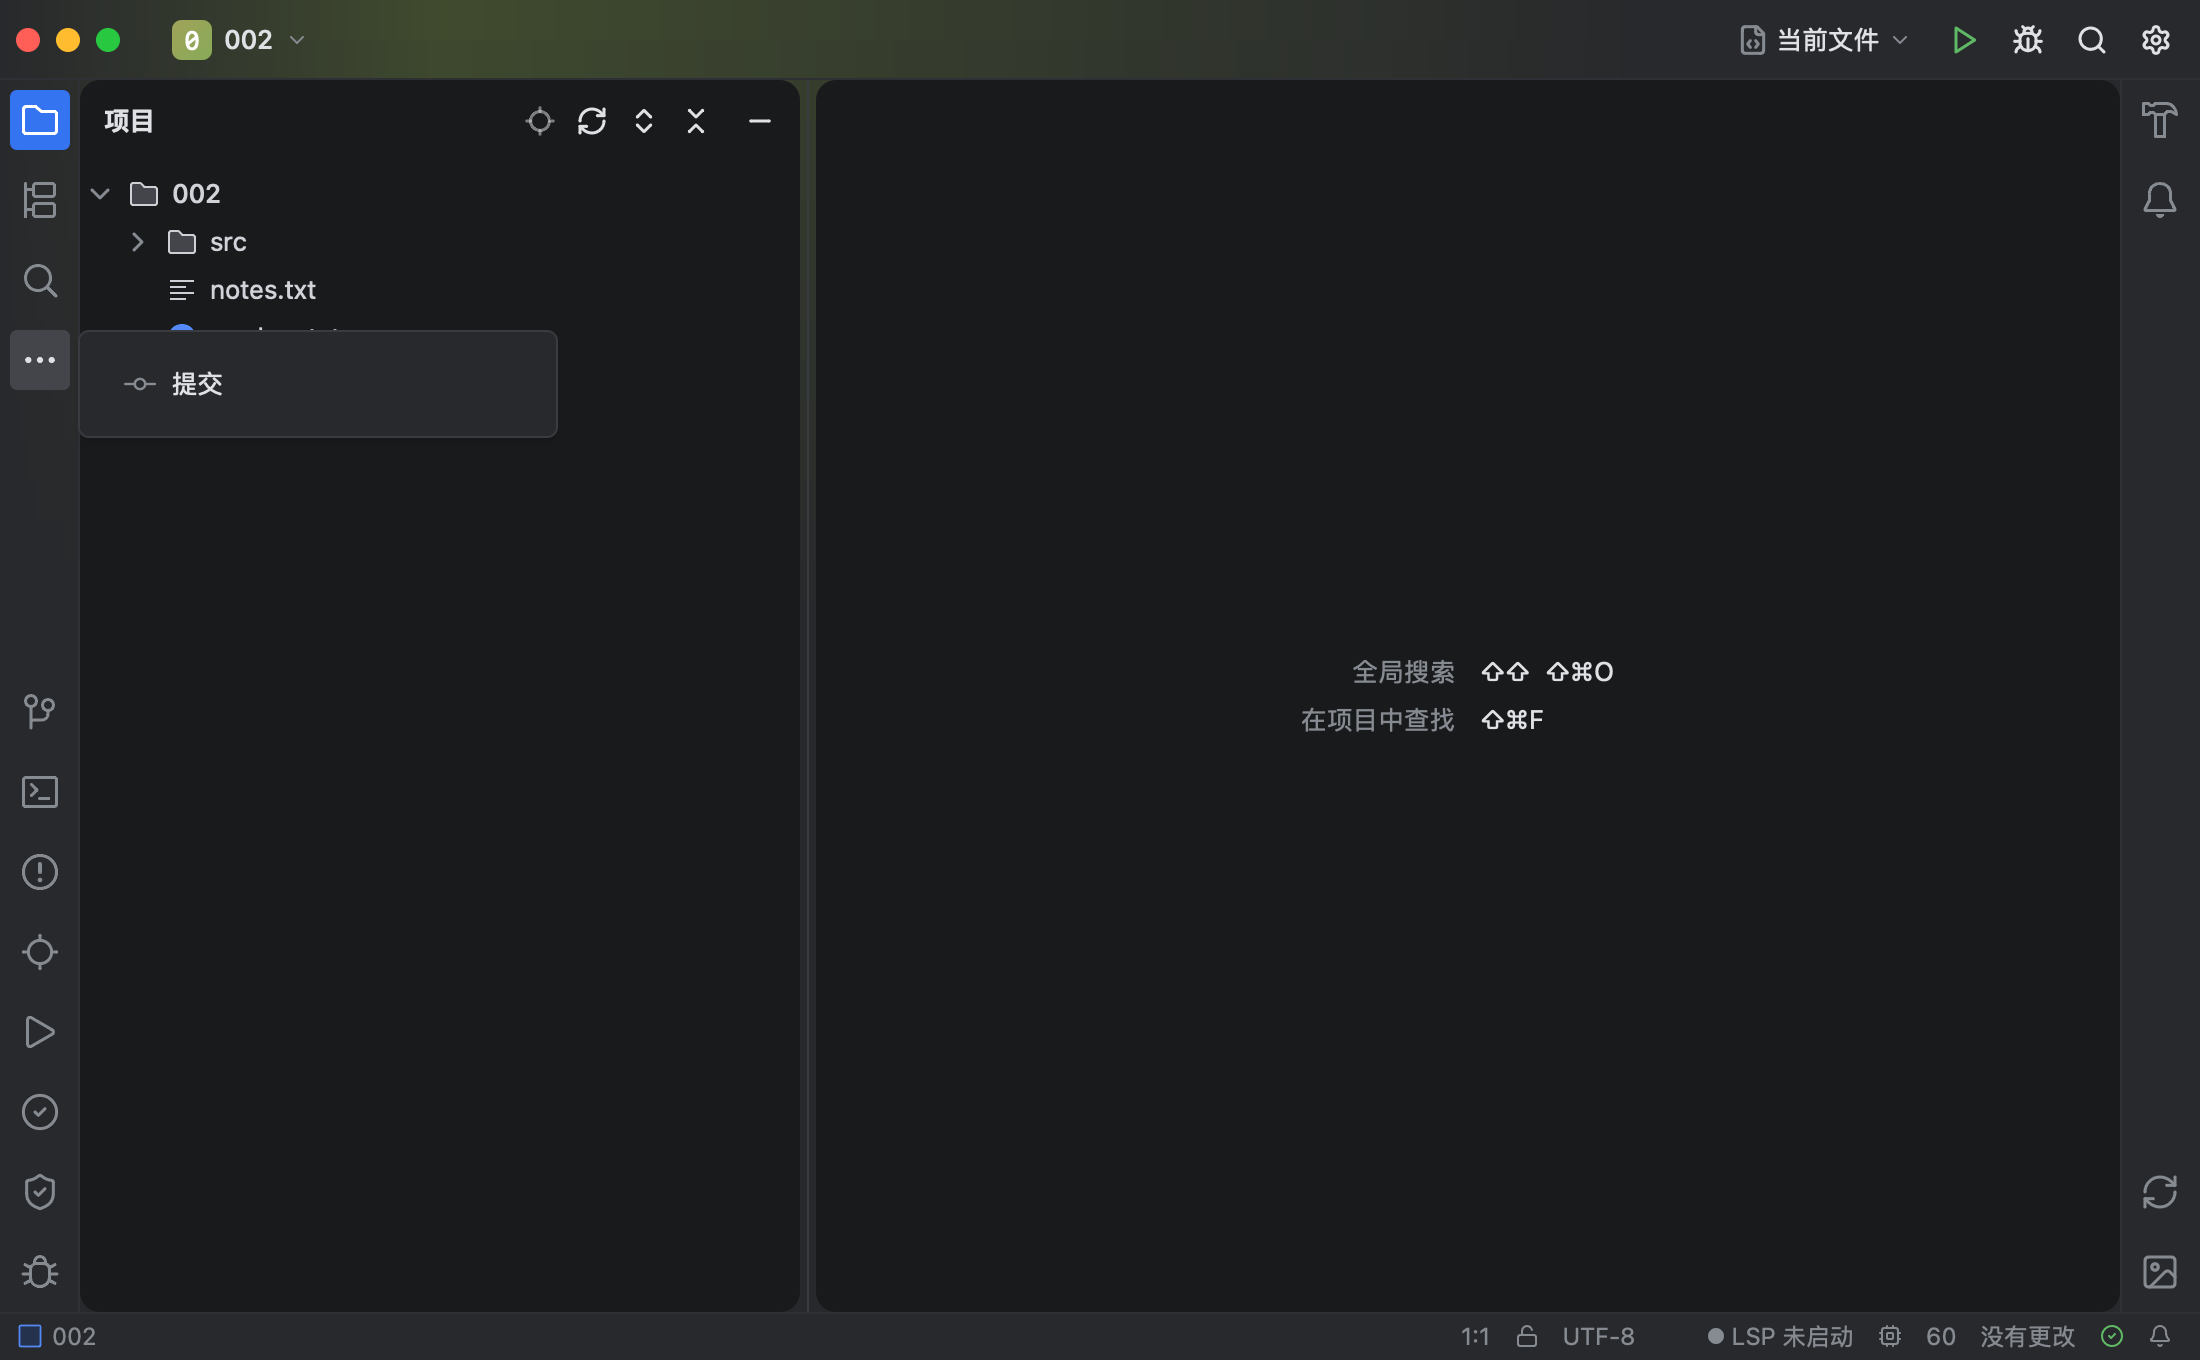 0 002
当前文件
项目
002
src
notes.txt
提交
全局搜索 ⇧⇧ ⇧⌘O
在项目中查找 ⇧⌘F
002
1:1
UTF-8
LSP 未启动
60
没有更改